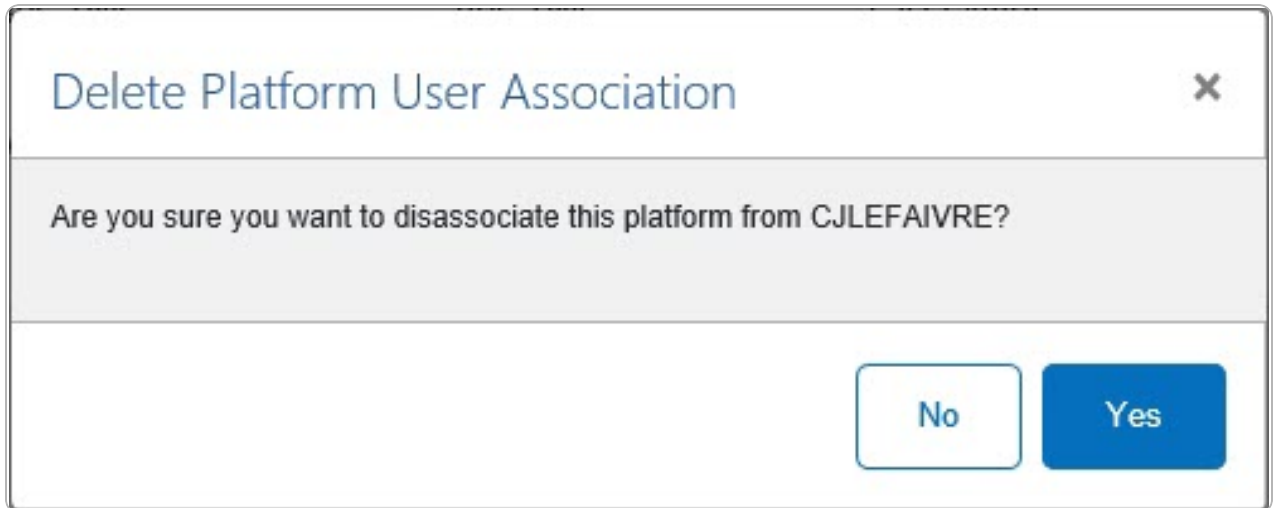 Delete Platform User Association
Are you sure you want to disassociate this platform from CJLEFAIVRE?
No
Yes